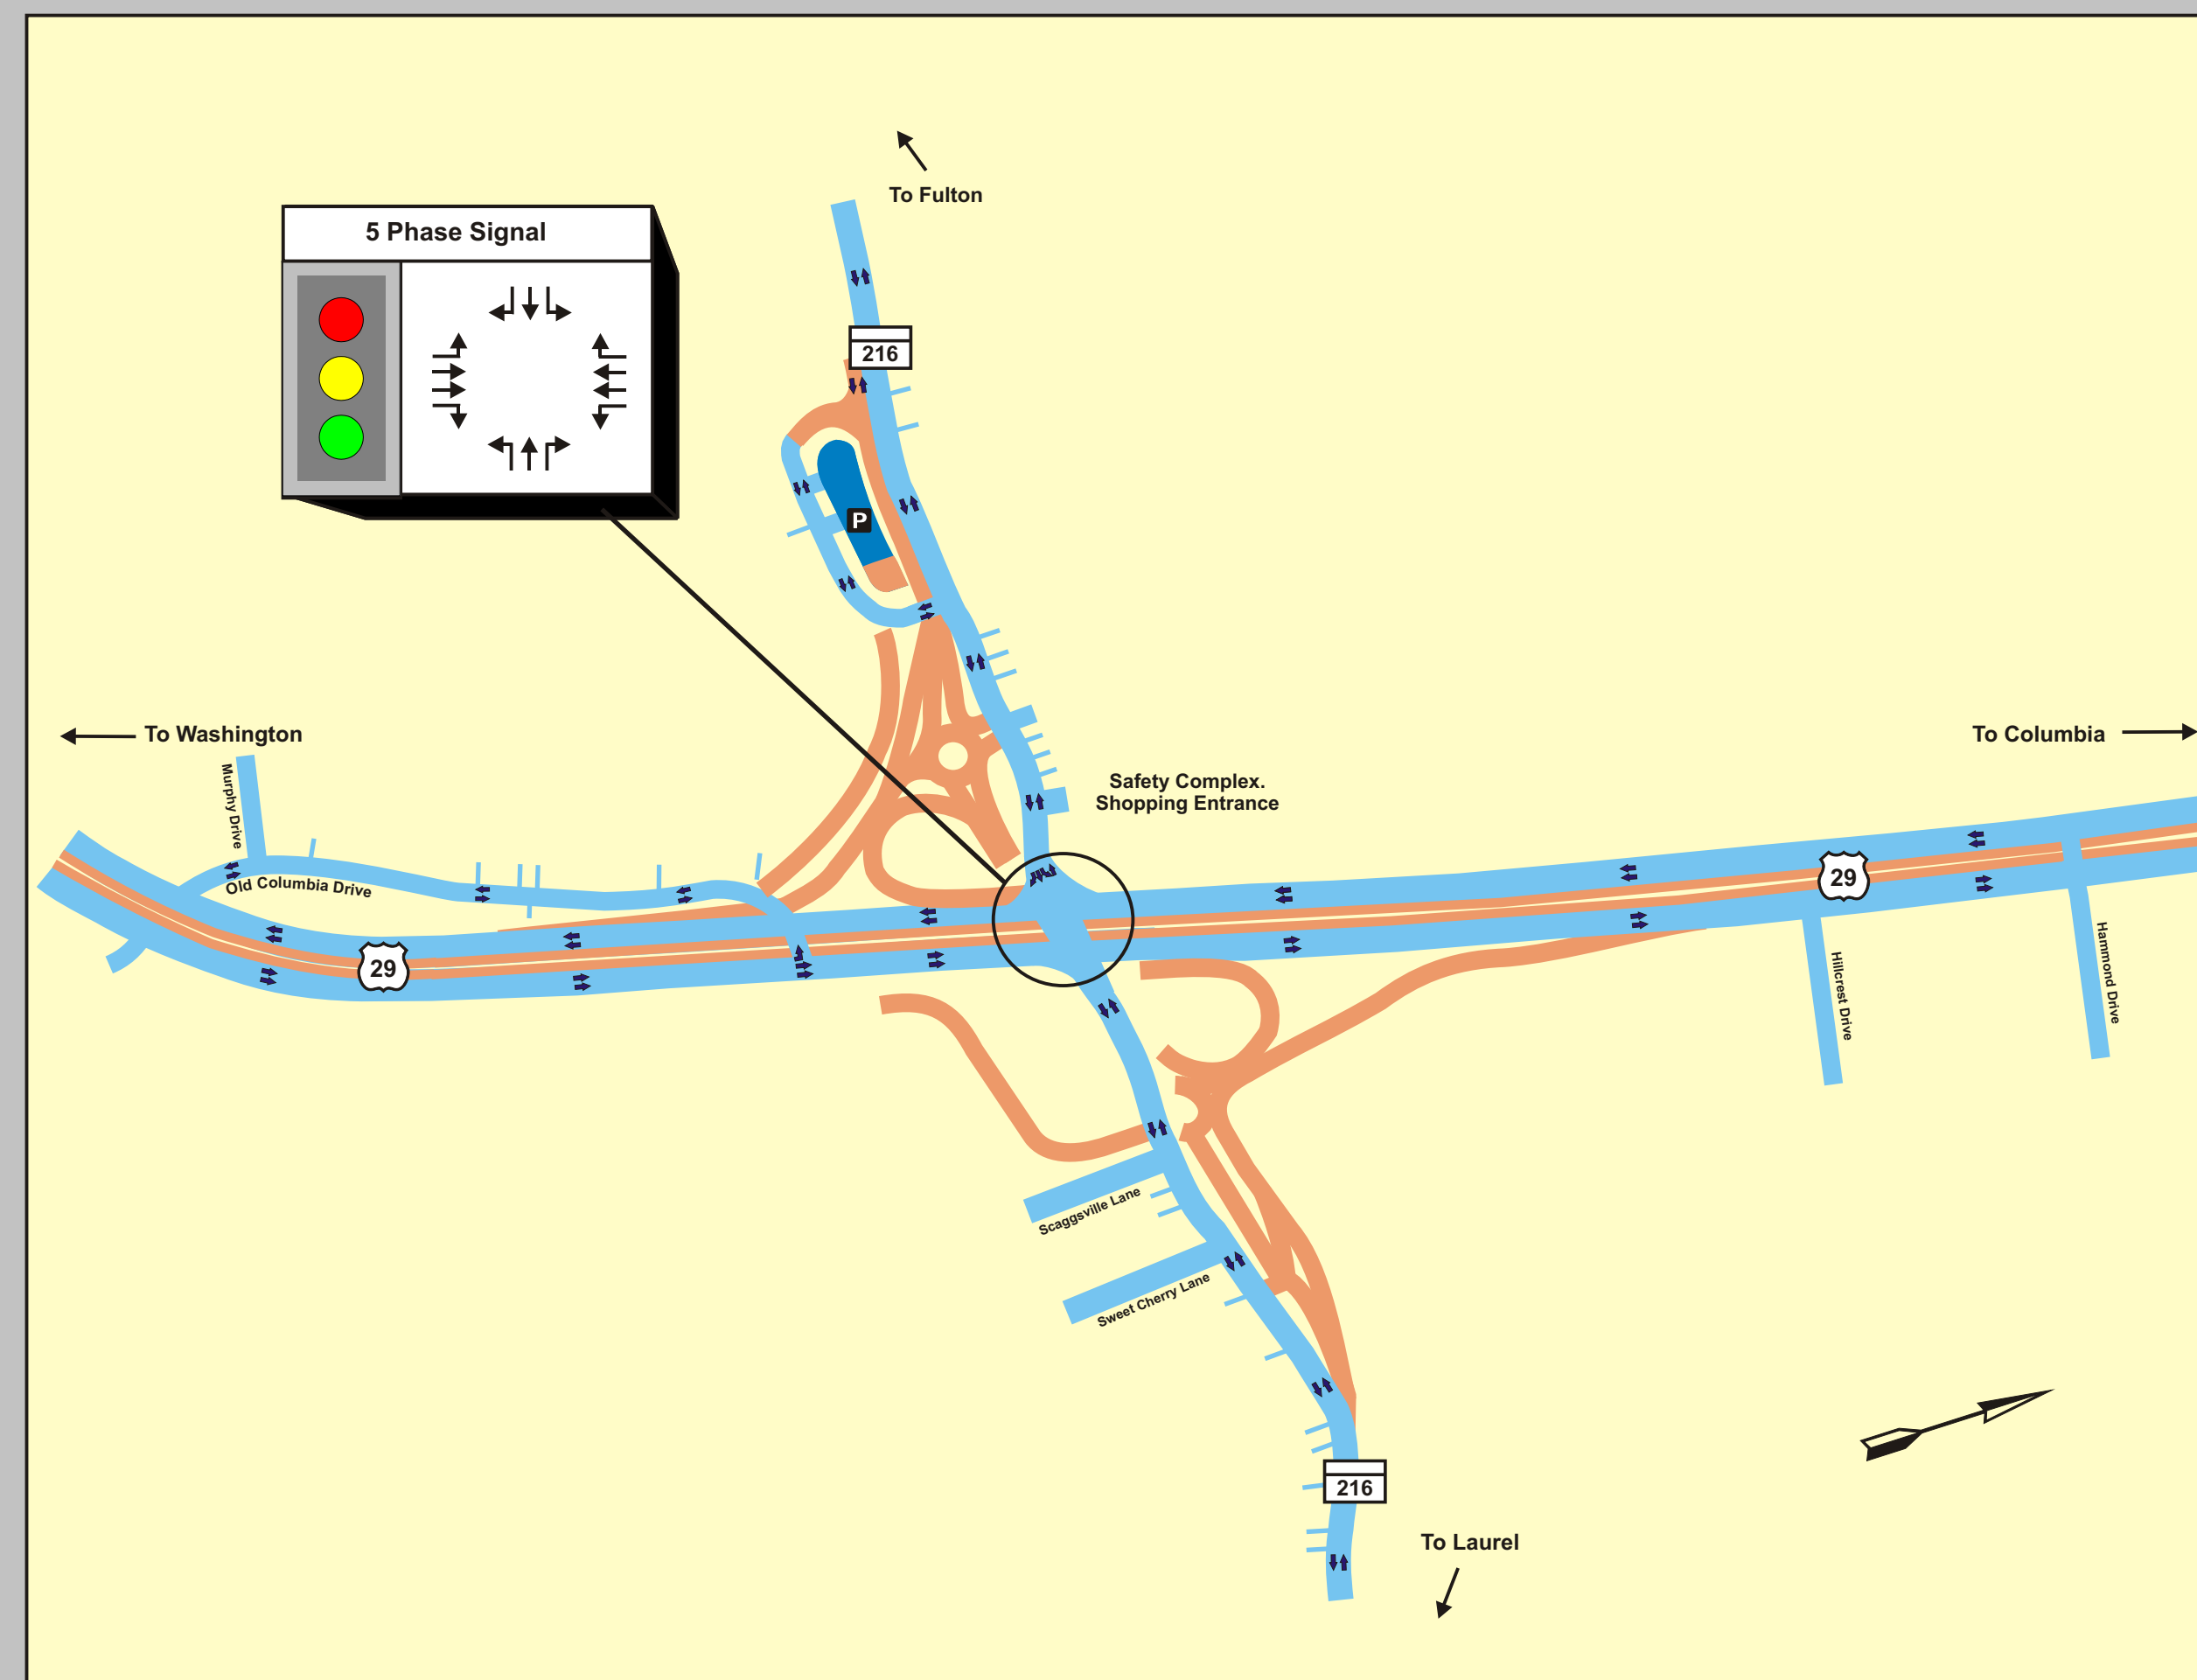 To Fulton
5 Phase Signal
216
P
To Washington
To Columbia
Murphy Drive
Safety Complex.
Shopping Entrance
Old Columbia Drive
29
29
Hillcrest Drive
Hammond Drive
Scaggsville Lane
Sweet Cherry Lane
216
To Laurel